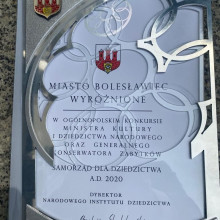 MIASTO BOLESŁAWIEC
WYRÓŻNIONE
W OGÓLNOPOLSKIM KONKURSIE
MINISTRA KULTURY
I DZIEDZICTWA NARODOWEGO
ORAZ GENERALNEGO
KONSERWATORA ZABYTKÓW
SAMORZĄD DLA DZIEDZICTWA
A.D. 2020
DYREKTOR
NARODOWEGO INSTYTUTU DZIEDZICTWA